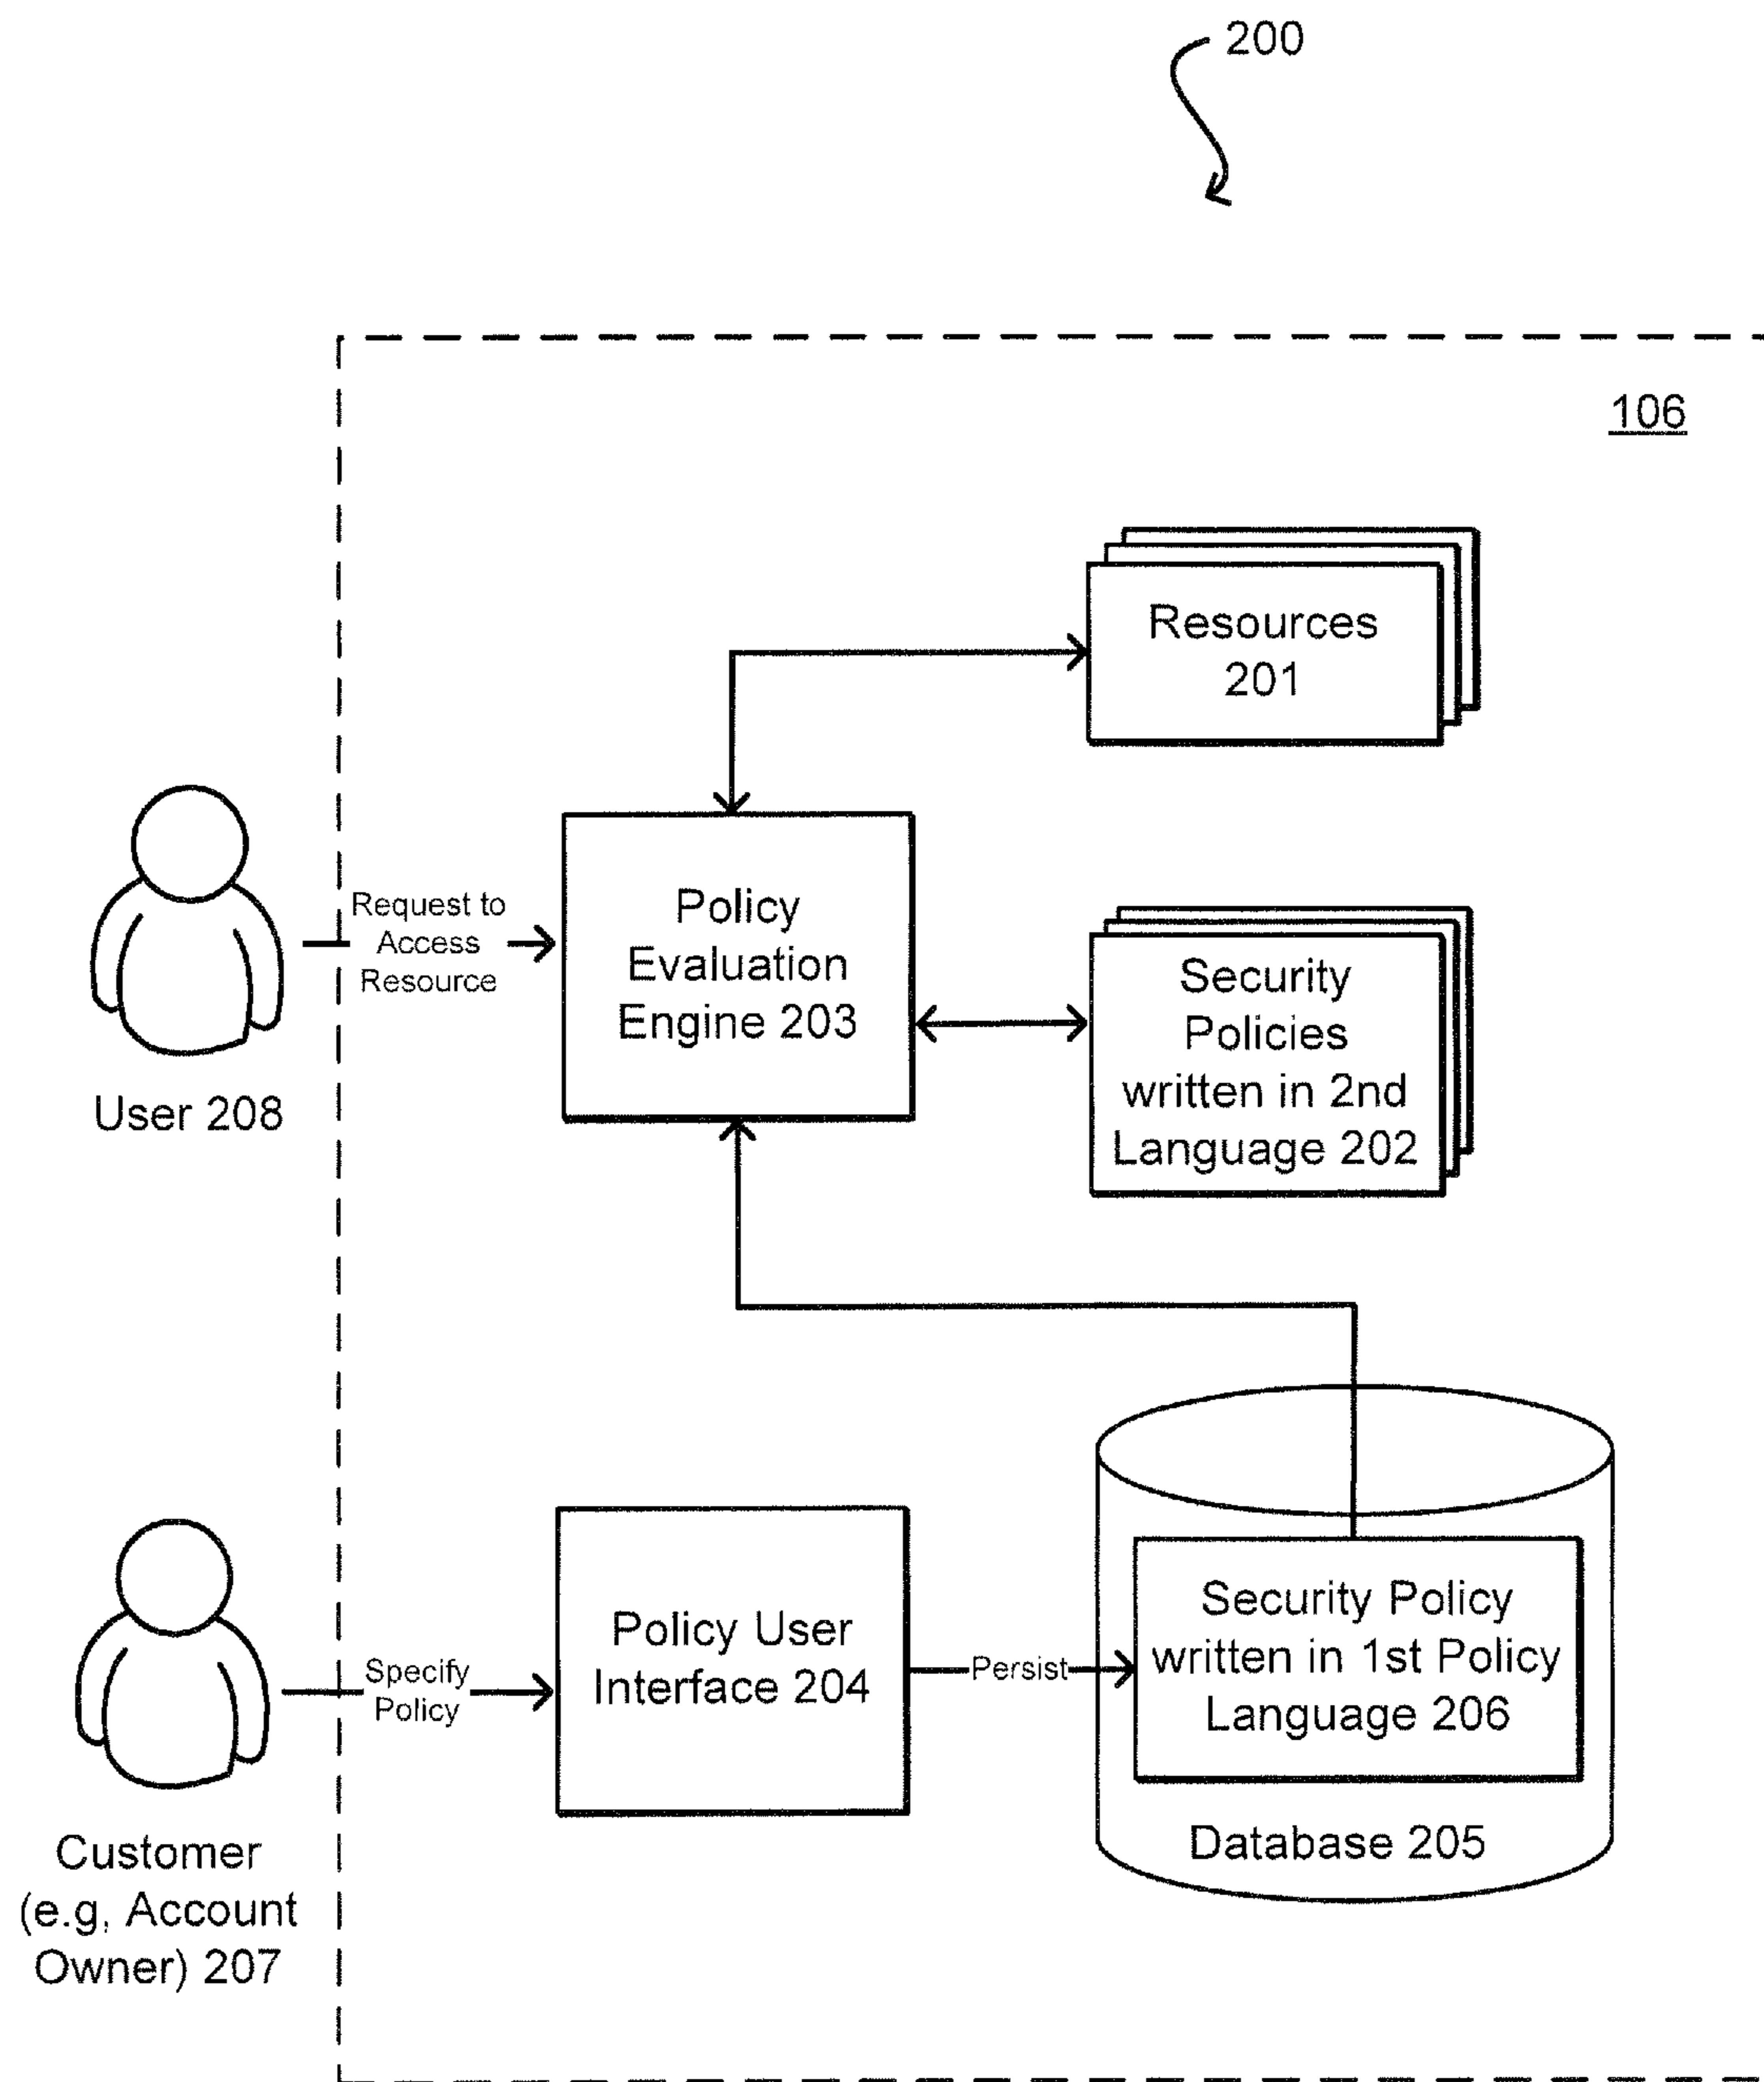 200
106
Resources
201
Request to
Access
Resource
Policy
Evaluation
Engine 203
Security
Policies
written in 2nd
Language 202
User 208
Specify
Policy
Policy User
Interface 204
Persist
Security Policy
written in 1st Policy
Language 206
Database 205
Customer
(e.g, Account
Owner) 207